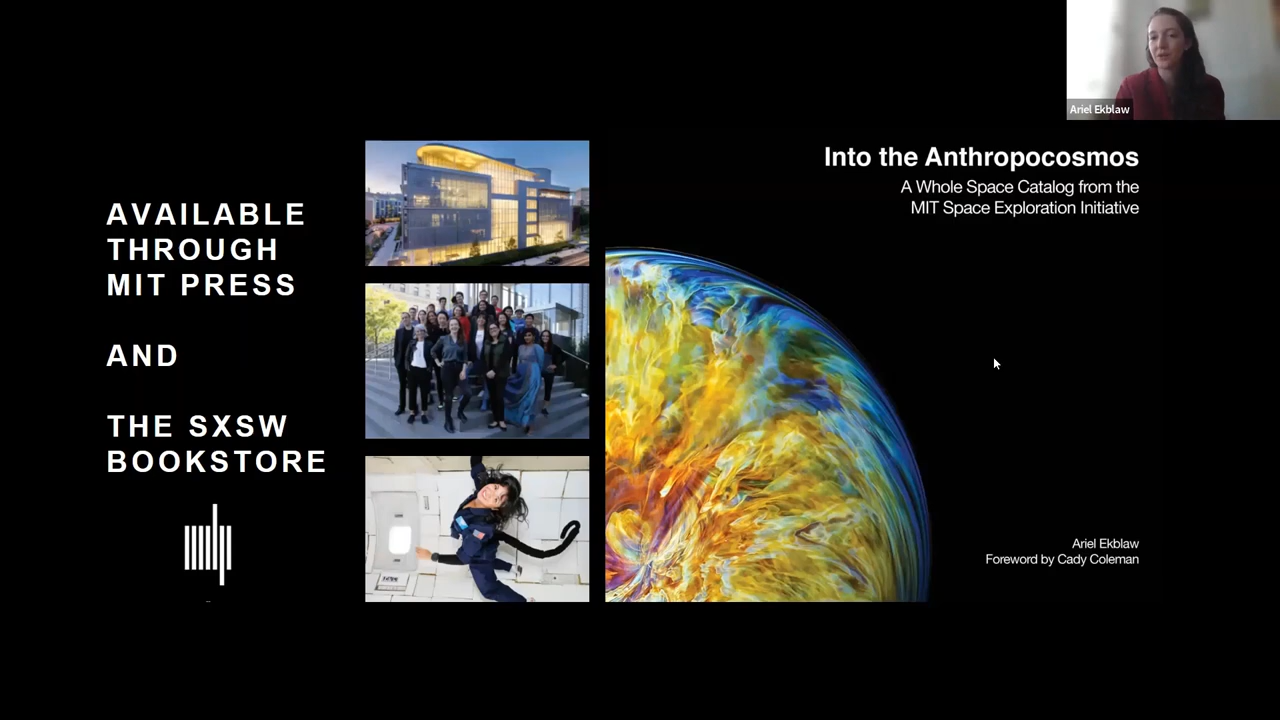 AVAILABLE
THROUGH
MIT PRESS
AND
THE SXSW
BOOKSTORE
Into the Anthropocosmos
A Whole Space Catalog from the
MIT Space Exploration Initiative
Ariel Ekblaw
Foreword by Cady Coleman
Ariel Ekblaw